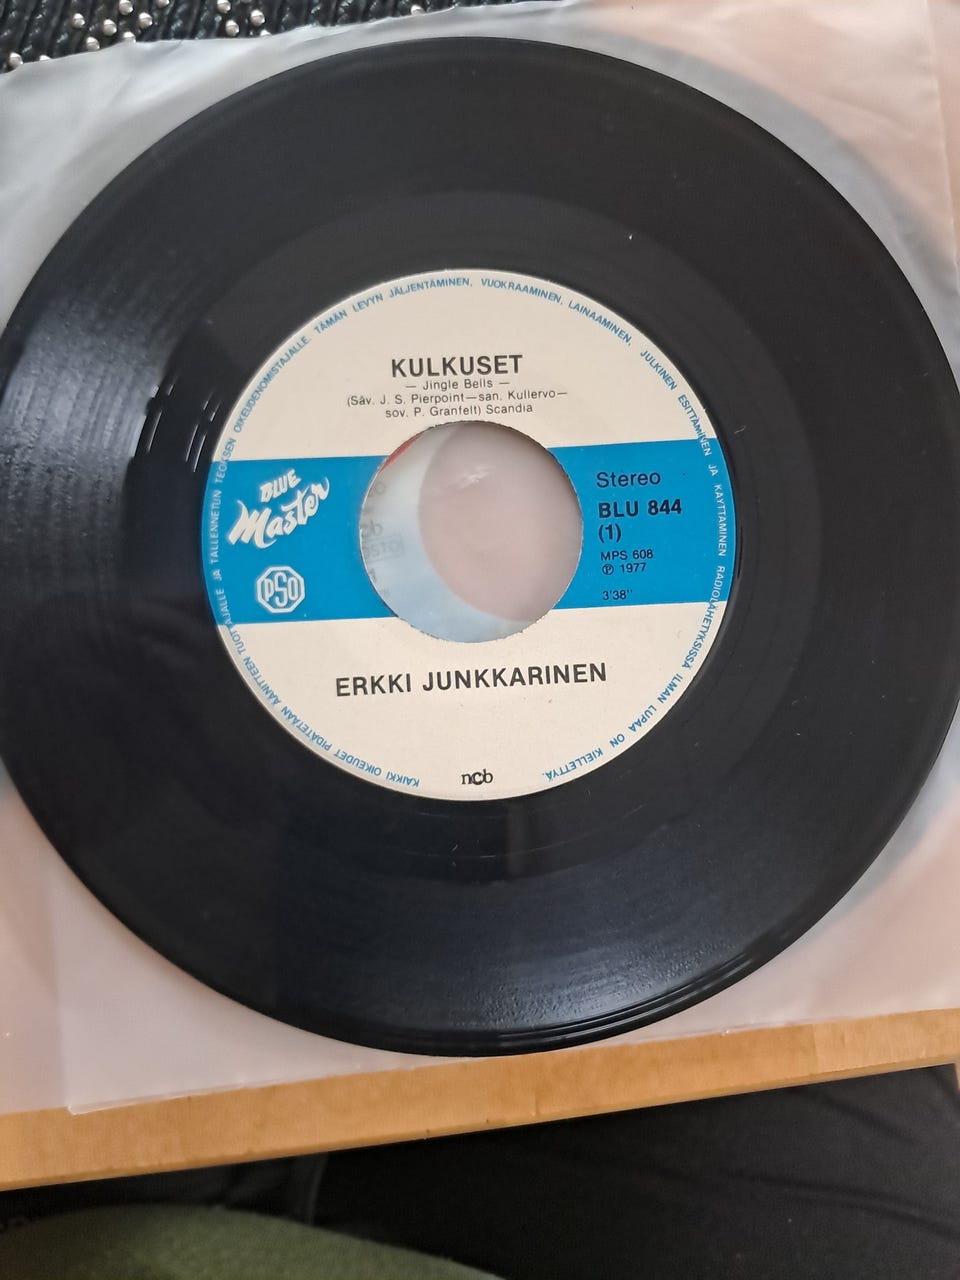 KULKUSET
— Jingle Bells —
(Säv. J. S. Pierpoint—san. Kullervo—
sov. P. Granfelt) Scandia
BLUE
Master
PSO
Stereo
BLU 844
(1)
MPS 608
℗ 1977
3'38"
ERKKI JUNKKARINEN
ncb
KAIKKI OIKEUDET PIDÄTETÄÄN ÄÄNITTEEN TUOTTAJALLE JA TALLENNETUN TEOKSEN OIKEUDENOMISTAJALLE. TÄMÄN LEVYN JÄLJENTÄMINEN, VUOKRAAMINEN, LAINAAMINEN, JULKINEN ESITTÄMINEN JA KÄYTTÄMINEN RADIOLÄHETYKSISSÄ ILMAN LUPAA ON KIELLETTYÄ.